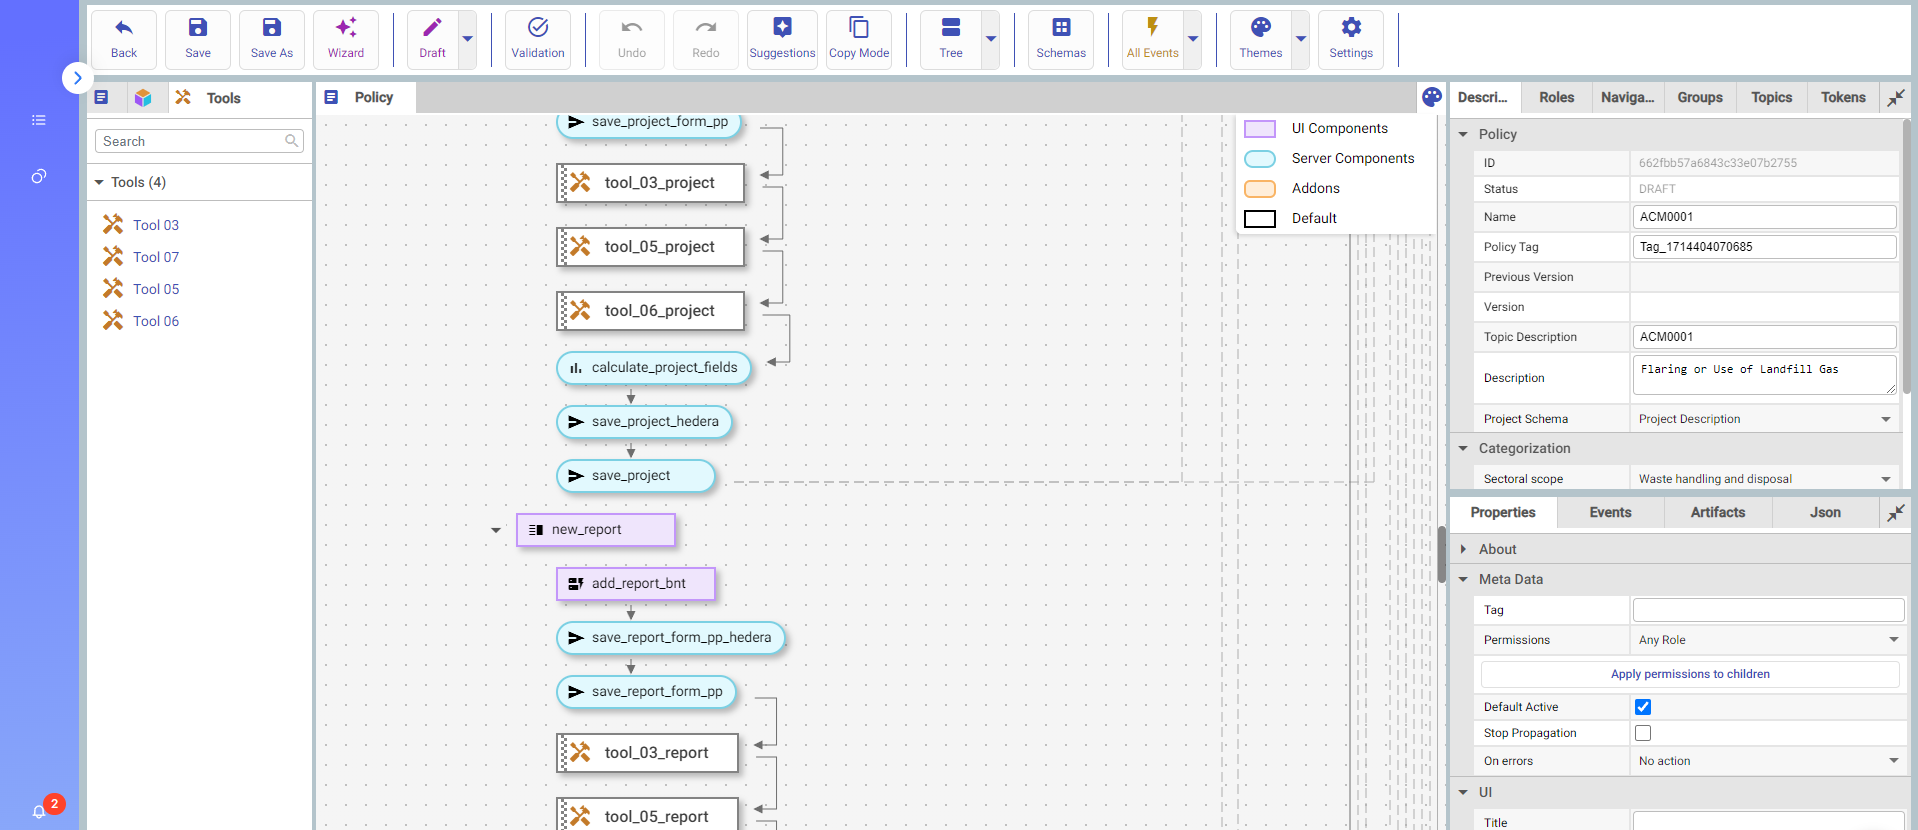 Back
Save
Save As
Wizard
Draft
Validation
Undo
Redo
Suggestions
Copy Mode
Tree
Schemas
All Events
Themes
Settings
Tools
Search
Tools (4)
Tool 03
Tool 07
Tool 05
Tool 06
2
Policy
save_project_form_pp
tool_03_project
tool_05_project
tool_06_project
calculate_project_fields
save_project_hedera
save_project
new_report
add_report_bnt
save_report_form_pp_hedera
save_report_form_pp
tool_03_report
tool_05_report
UI Components
Server Components
Addons
Default
Descri... Roles Naviga... Groups Topics Tokens
Policy
ID 662fbb57a6843c33e07b2755
Status DRAFT
Name ACM0001
Policy Tag Tag_1714404070685
Previous Version
Version
Topic Description ACM0001
Description Flaring or Use of Landfill Gas
Project Schema Project Description
Categorization
Sectoral scope Waste handling and disposal
Properties Events Artifacts Json
About
Meta Data
Tag
Permissions Any Role
Apply permissions to children
Default Active
Stop Propagation
On errors No action
UI
Title